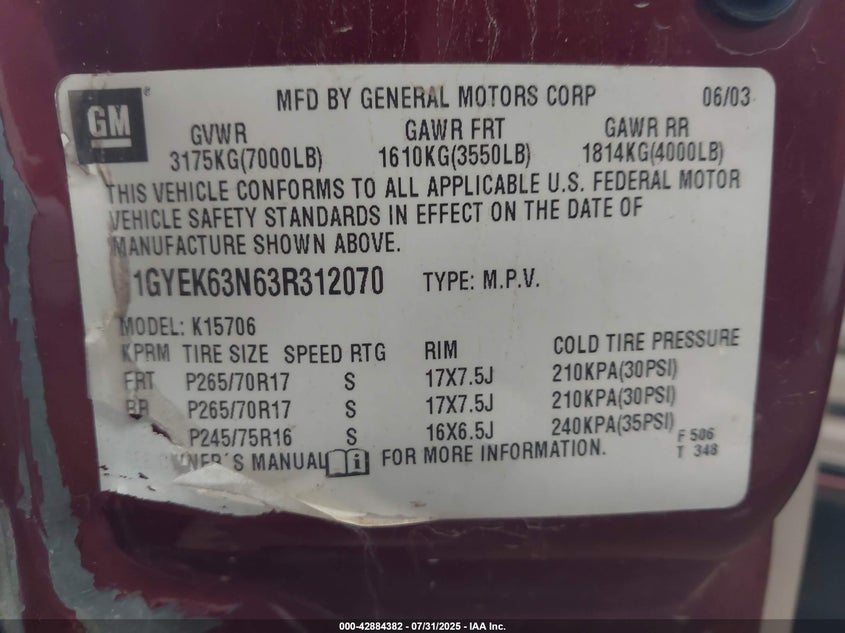 GM ®
MFD BY GENERAL MOTORS CORP 06/03
GVWR GAWR FRT GAWR RR
3175KG(7000LB) 1610KG(3550LB) 1814KG(4000LB)
THIS VEHICLE CONFORMS TO ALL APPLICABLE U.S. FEDERAL MOTOR
VEHICLE SAFETY STANDARDS IN EFFECT ON THE DATE OF
MANUFACTURE SHOWN ABOVE.
1GYEK63N63R312070 TYPE: M.P.V.
MODEL: K15706
KPRM TIRE SIZE SPEED RTG RIM COLD TIRE PRESSURE
FRT P265/70R17 S 17X7.5J 210KPA(30PSI)
RR P265/70R17 S 17X7.5J 210KPA(30PSI)
P245/75R16 S 16X6.5J 240KPA(35PSI)
OWNER'S MANUAL i FOR MORE INFORMATION.
F 506
T 348
000-42884382 - 07/31/2025 - IAA Inc.